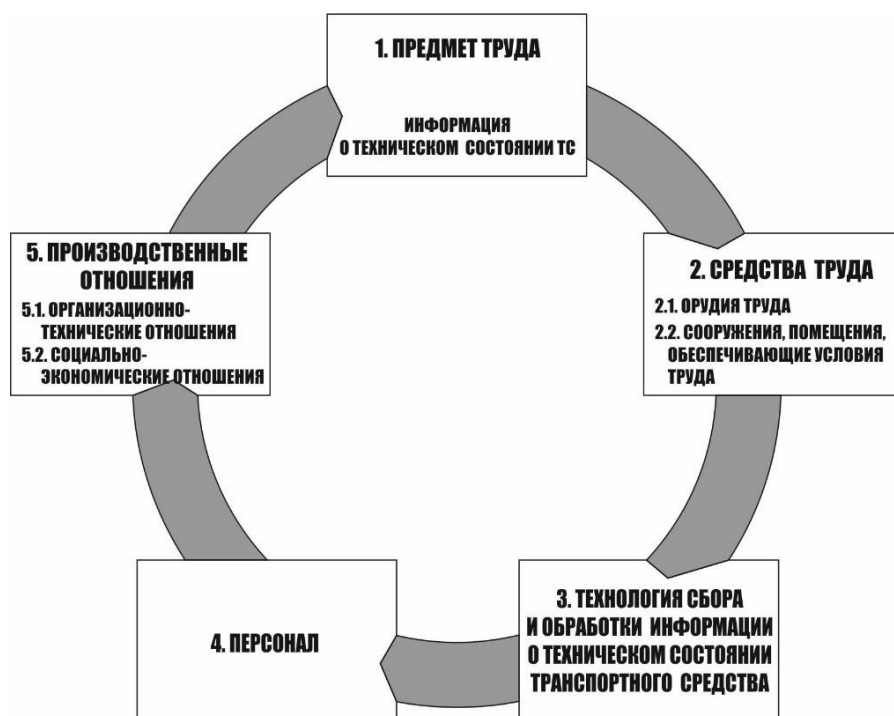 1. ПРЕДМЕТ ТРУДА
ИНФОРМАЦИЯ
О ТЕХНИЧЕСКОМ СОСТОЯНИИ ТС
2. СРЕДСТВА ТРУДА
2.1. ОРУДИЯ ТРУДА
2.2. СООРУЖЕНИЯ, ПОМЕЩЕНИЯ,
ОБЕСПЕЧИВАЮЩИЕ УСЛОВИЯ
ТРУДА
3. ТЕХНОЛОГИЯ СБОРА
И ОБРАБОТКИ ИНФОРМАЦИИ
О ТЕХНИЧЕСКОМ СОСТОЯНИИ
ТРАНСПОРТНОГО СРЕДСТВА
4. ПЕРСОНАЛ
5. ПРОИЗВОДСТВЕННЫЕ
ОТНОШЕНИЯ
5.1. ОРГАНИЗАЦИОННО-
ТЕХНИЧЕСКИЕ ОТНОШЕНИЯ
5.2. СОЦИАЛЬНО-
ЭКОНОМИЧЕСКИЕ ОТНОШЕНИЯ